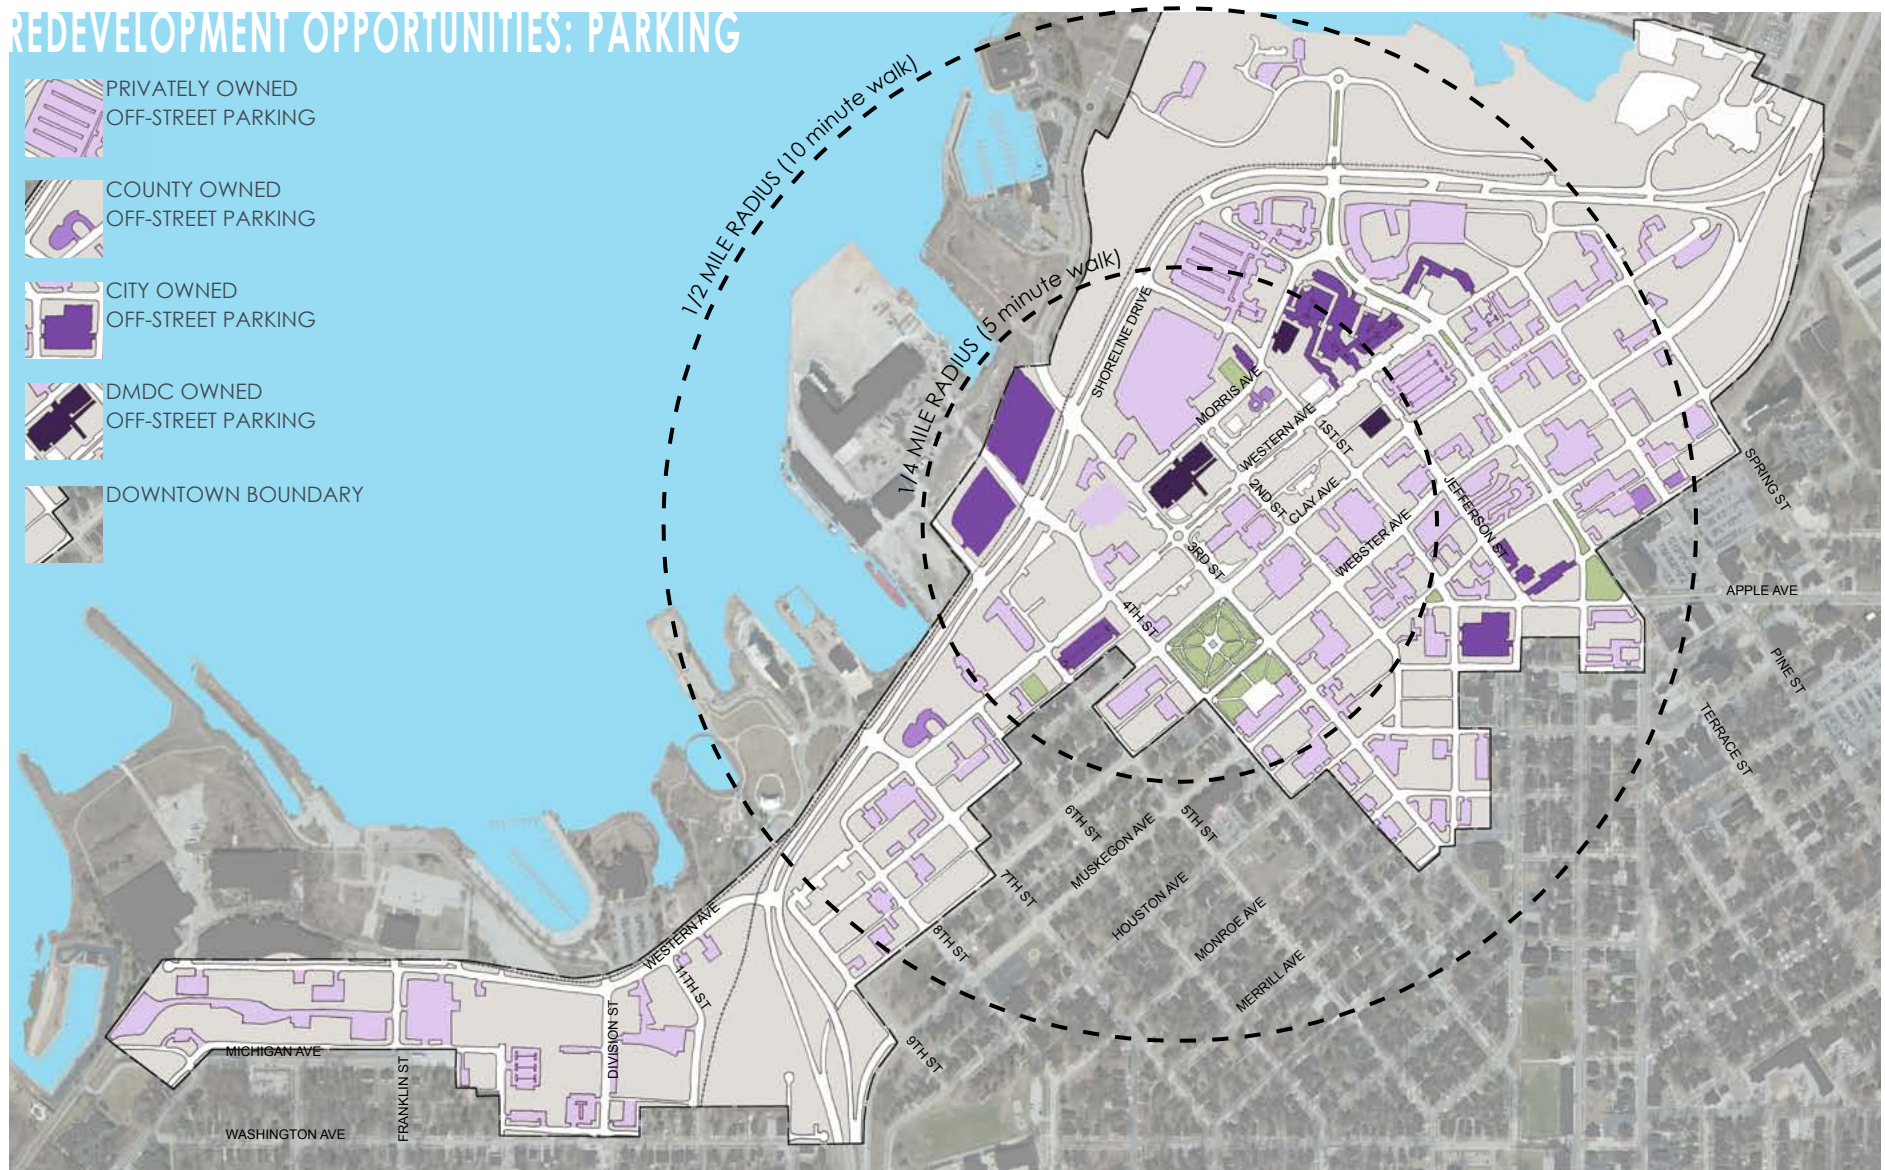 REDEVELOPMENT OPPORTUNITIES: PARKING
PRIVATELY OWNED
OFF-STREET PARKING
COUNTY OWNED
OFF-STREET PARKING
CITY OWNED
OFF-STREET PARKING
DMDC OWNED
OFF-STREET PARKING
DOWNTOWN BOUNDARY
1/2 MILE RADIUS (10 minute walk)
1/4 MILE RADIUS (5 minute walk)
SHORELINE DRIVE
MORRIS AVE
WESTERN AVE
1ST ST
2ND ST
CLAY AVE
JEFFERSON ST
WEBSTER AVE
3RD ST
4TH ST
SPRING ST
APPLE AVE
PINE ST
TERRACE ST
6TH ST
MUSKEGON AVE
5TH ST
7TH ST
HOUSTON AVE
MONROE AVE
8TH ST
MERRILL AVE
9TH ST
WESTERN AVE
11TH ST
DIVISION ST
MICHIGAN AVE
FRANKLIN ST
WASHINGTON AVE